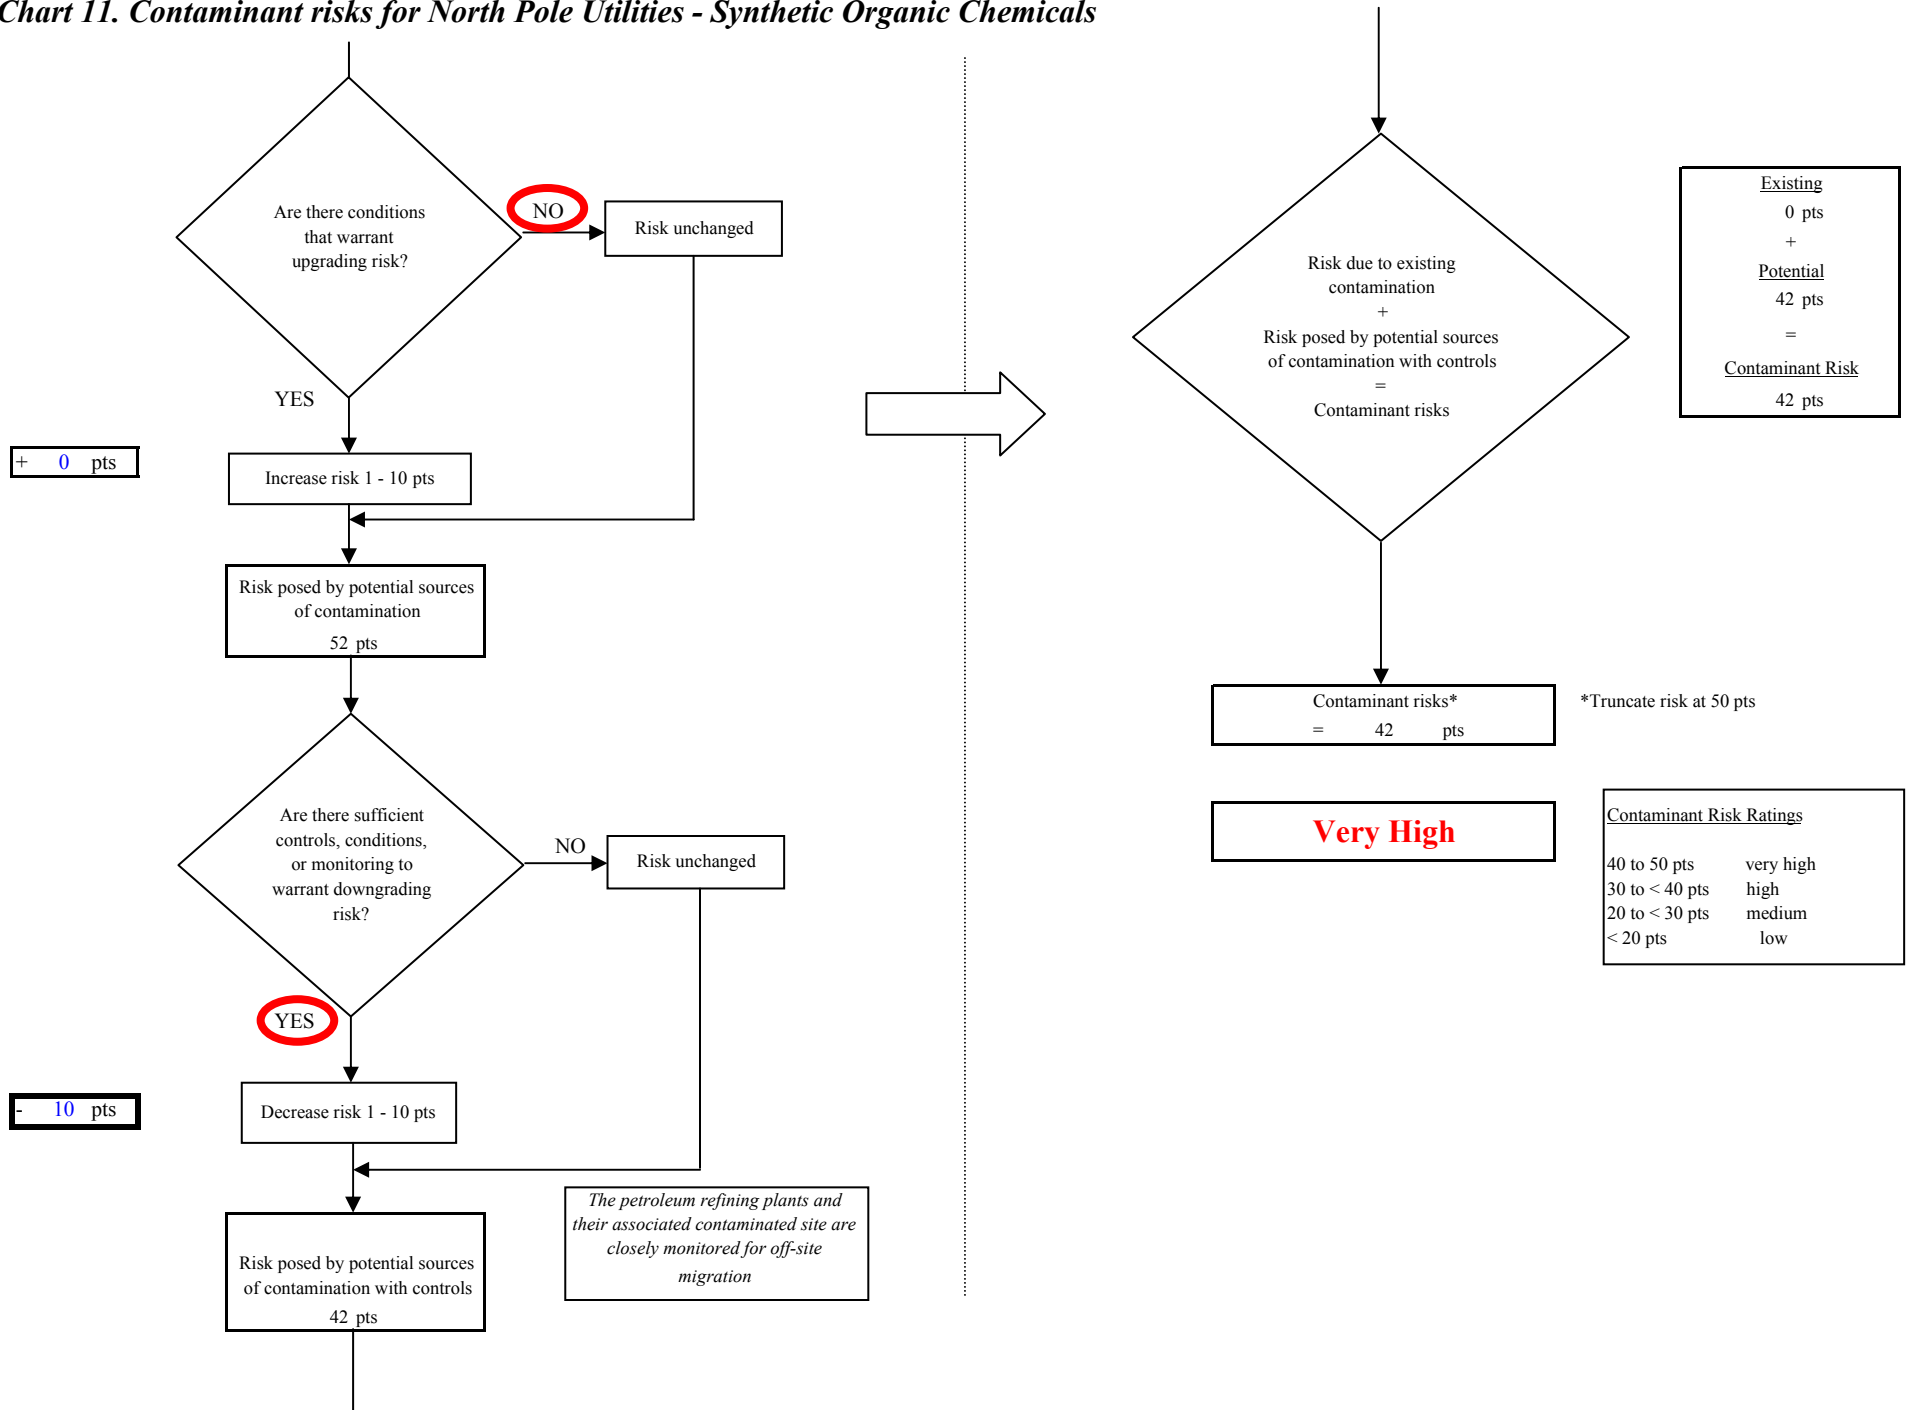 Chart 11. Contaminant risks for North Pole Utilities - Synthetic Organic Chemicals
Are there conditions
that warrant
upgrading risk?
NO
Risk unchanged
YES
+ 0 pts
Increase risk 1 - 10 pts
Risk posed by potential sources
of contamination
52 pts
Are there sufficient
controls, conditions,
or monitoring to
warrant downgrading
risk?
NO
Risk unchanged
YES
- 10 pts
Decrease risk 1 - 10 pts
The petroleum refining plants and
their associated contaminated site are
closely monitored for off-site
migration
Risk posed by potential sources
of contamination with controls
42 pts
Risk due to existing
contamination
+
Risk posed by potential sources
of contamination with controls
=
Contaminant risks
Existing
0 pts
+
Potential
42 pts
=
Contaminant Risk
42 pts
Contaminant risks*
= 42 pts
*Truncate risk at 50 pts
Very High
Contaminant Risk Ratings
40 to 50 pts very high
30 to < 40 pts high
20 to < 30 pts medium
< 20 pts low